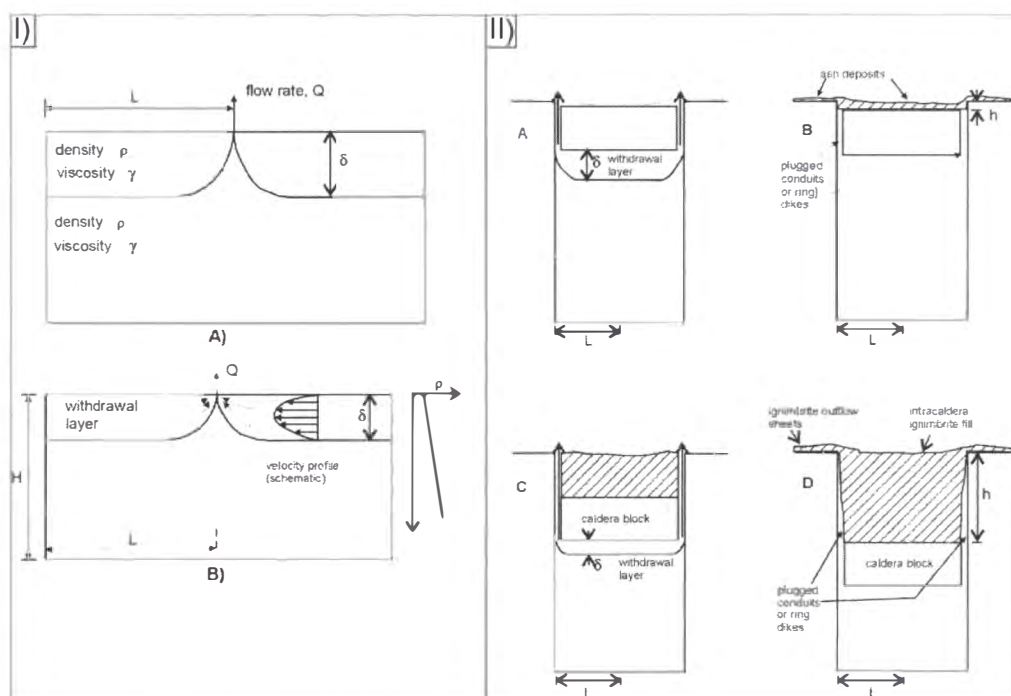 I)
L
flow rate, Q
density ρ
viscosity γ
δ
density ρ
viscosity γ
A)
Q
withdrawal
layer
δ
ρ
velocity profile
(schematic)
H
L
B)
II)
A
δ
withdrawal
layer
L
ash deposits
B
h
plugged
conduits
or ring)
dikes
L
C
caldera block
δ
withdrawal
layer
L
ignimbrite outflow
sheets
intracaldera
ignimbrite fill
D
h
caldera block
plugged
conduits
or ring
dikes
L